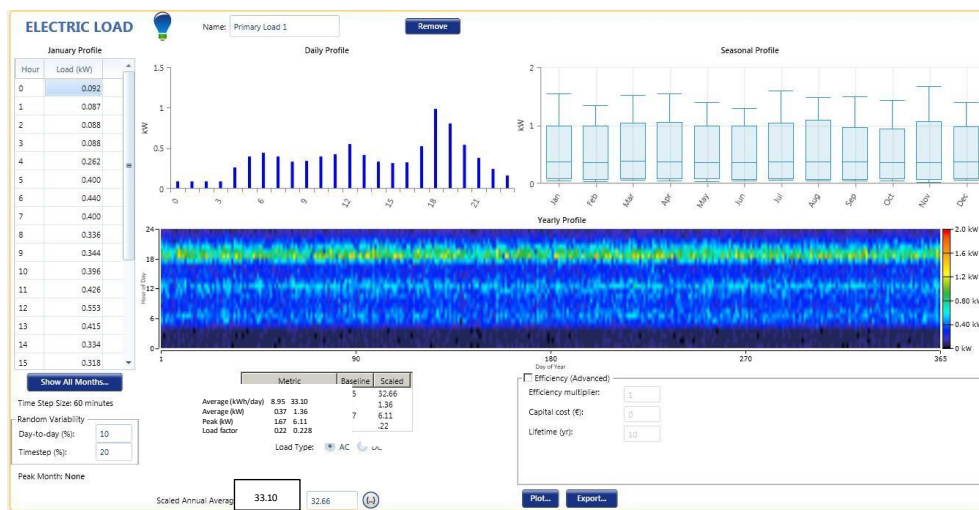 ELECTRIC LOAD
Name: Primary Load 1 Remove
January Profile
Hour Load (kW)
0 0.092
1 0.087
2 0.088
3 0.088
4 0.262
5 0.400
6 0.440
7 0.400
8 0.336
9 0.344
10 0.396
11 0.426
12 0.553
13 0.415
14 0.334
15 0.318
Show All Months...
Time Step Size: 60 minutes
Random Variability
Day-to-day (%): 10
Timestep (%): 20
Peak Month: None
Daily Profile
kW
1.5
1
0.5
0
0 3 6 9 12 15 18 21
Seasonal Profile
kW
2
1
0
Jan Feb Mar Apr May Jun Jul Aug Sep Oct Nov Dec
Yearly Profile
Hour of Day
24
18
12
6
0
1 90 180 270 365
Day of Year
2.0 kW
1.6 kW
1.2 kW
0.80 kW
0.40 kW
0 kW
Metric Baseline Scaled
5 32.66
1.36
7 6.11
.22
Average (kWh/day) 8.95 33.10
Average (kW) 0.37 1.36
Peak (kW) 1.67 6.11
Load factor 0.22 0.228
Load Type: AC
Scaled Annual Averag 33.10 32.66 (..)
Efficiency (Advanced)
Efficiency multiplier: 1
Capital cost (€): 0
Lifetime (yr): 10
Plot... Export...